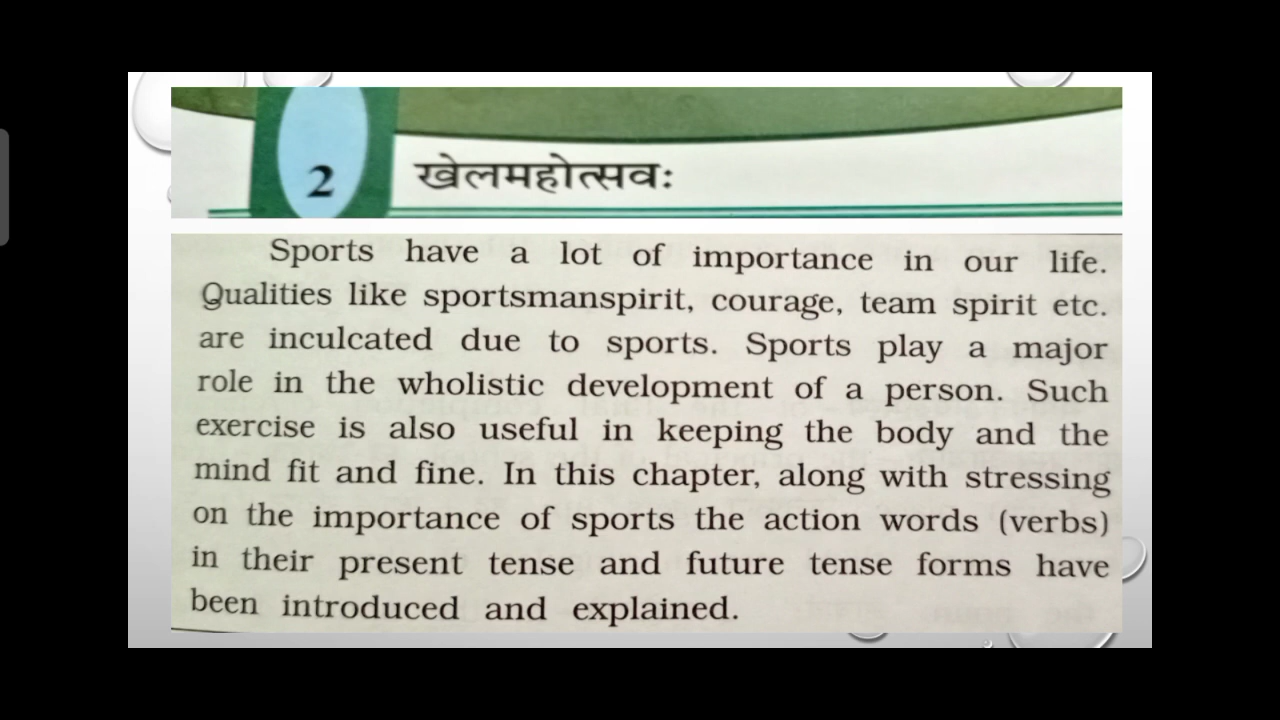 2
खेलमहोत्सवः
Sports have a lot of importance in our life.
Qualities like sportsmanspirit, courage, team spirit etc.
are inculcated due to sports. Sports play a major
role in the wholistic development of a person. Such
exercise is also useful in keeping the body and the
mind fit and fine. In this chapter, along with stressing
on the importance of sports the action words (verbs)
in their present tense and future tense forms have
been introduced and explained.